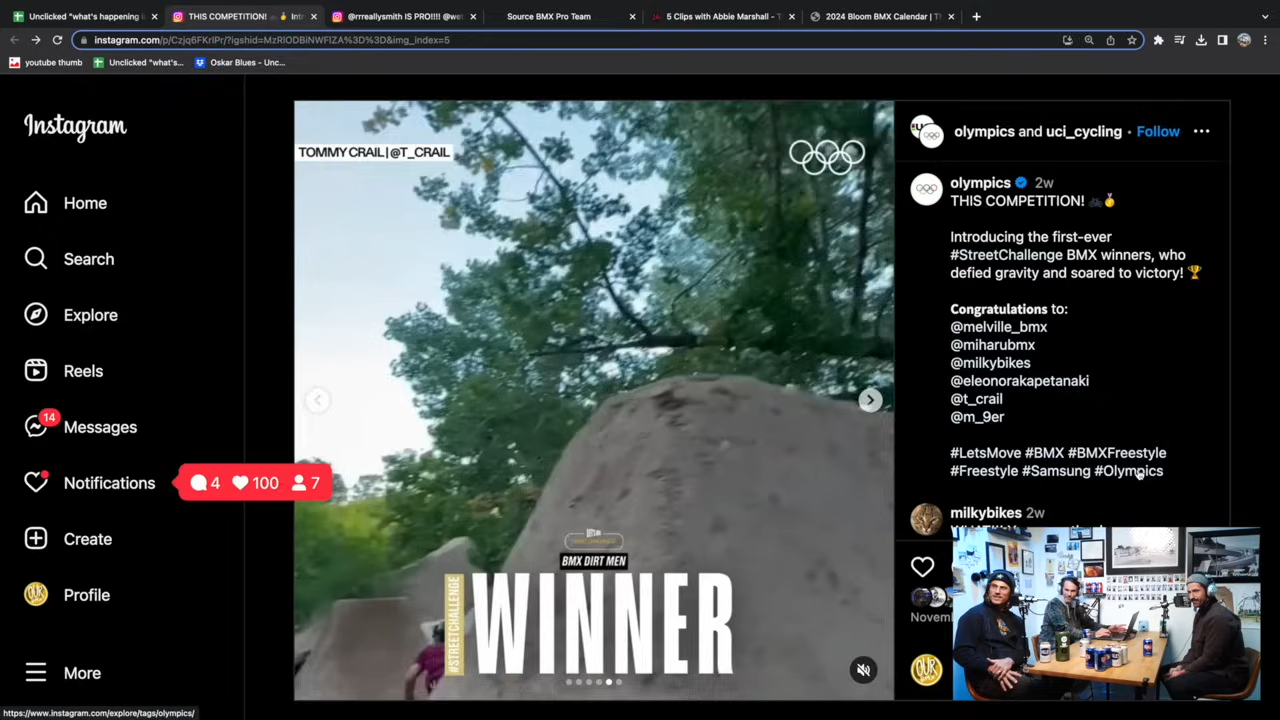 Unclicked "what's happening i
THIS COMPETITION! 🚲🥇 Intr
@rrreallysmith IS PRO!!!! @wet
Source BMX Pro Team
5 Clips with Abbie Marshall - T
2024 Bloom BMX Calendar | Th
instagram.com/p/Czjq6FKrIPr/?igshid=MzRlODBiNWFlZA%3D%3D&img_index=5
youtube thumb
Unclicked "what's...
Oskar Blues - Unc...
Instagram
Home
Search
Explore
Reels
14
Messages
Notifications
4 100 7
Create
Profile
More
TOMMY CRAIL | @T_CRAIL
BMX DIRT MEN
#STREETCHALLENGE
WINNER
olympics and uci_cycling • Follow
olympics 2w
THIS COMPETITION! 🚲🥇
Introducing the first-ever
#StreetChallenge BMX winners, who
defied gravity and soared to victory! 🏆
Congratulations to:
@melville_bmx
@miharubmx
@milkybikes
@eleonorakapetanaki
@t_crail
@m_9er
#LetsMove #BMX #BMXFreestyle
#Freestyle #Samsung #Olympics
milkybikes 2w
Novem
https://www.instagram.com/explore/tags/olympics/